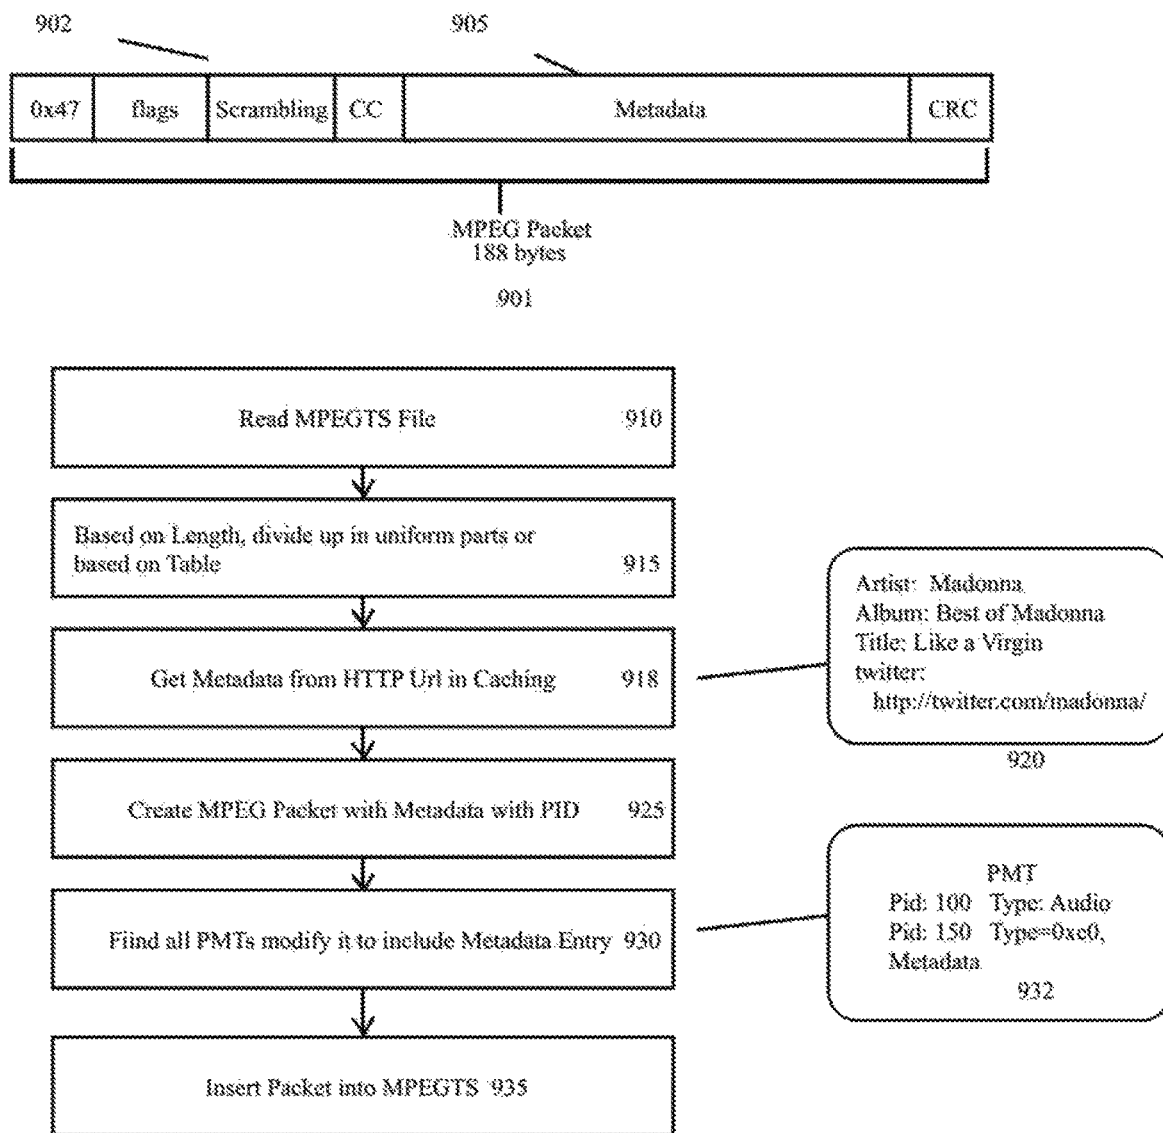 902
905
0x47 flags Scrambling CC Metadata CRC
MPEG Packet
188 bytes
901
Read MPEGTS File 910
Based on Length, divide up in uniform parts or
based on Table 915
Get Metadata from HTTP Url in Caching 918
Artist: Madonna
Album: Best of Madonna
Title: Like a Virgin
twitter:
http://twitter.com/madonna/
920
Create MPEG Packet with Metadata with PID 925
Fiind all PMTs modify it to include Metadata Entry 930
PMT
Pid: 100 Type: Audio
Pid: 150 Type=0xc0,
Metadata
932
Insert Packet into MPEGTS 935